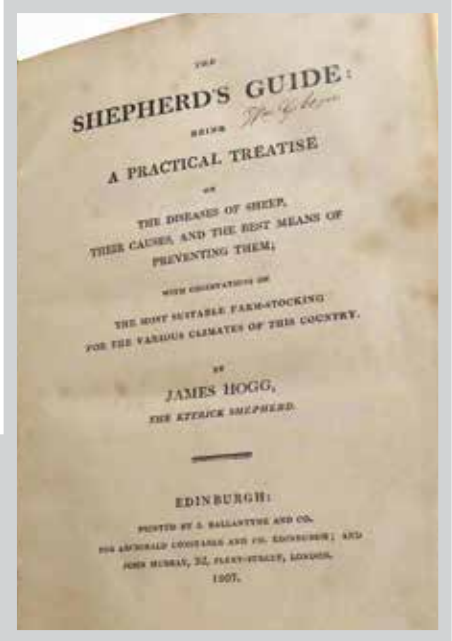 THE
SHEPHERD'S GUIDE:
BEING
A PRACTICAL TREATISE
ON
THE DISEASES OF SHEEP,
THEIR CAUSES, AND THE BEST MEANS OF
PREVENTING THEM;
WITH OBSERVATIONS ON
THE MOST SUITABLE FARM-STOCKING
FOR THE VARIOUS CLIMATES OF THIS COUNTRY.
BY
JAMES HOGG,
THE ETTRICK SHEPHERD.
EDINBURGH:
PRINTED BY J. BALLANTYNE AND CO.
FOR ARCHIBALD CONSTABLE AND CO. EDINBURGH; AND
JOHN MURRAY, 32, FLEET-STREET, LONDON.
1807.